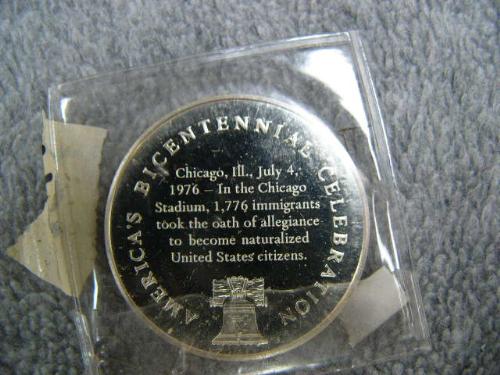 AMERICA'S BICENTENNIAL CELEBRATION
Chicago, Ill., July 4,
1976 – In the Chicago
Stadium, 1,776 immigrants
took the oath of allegiance
to become naturalized
United States citizens.